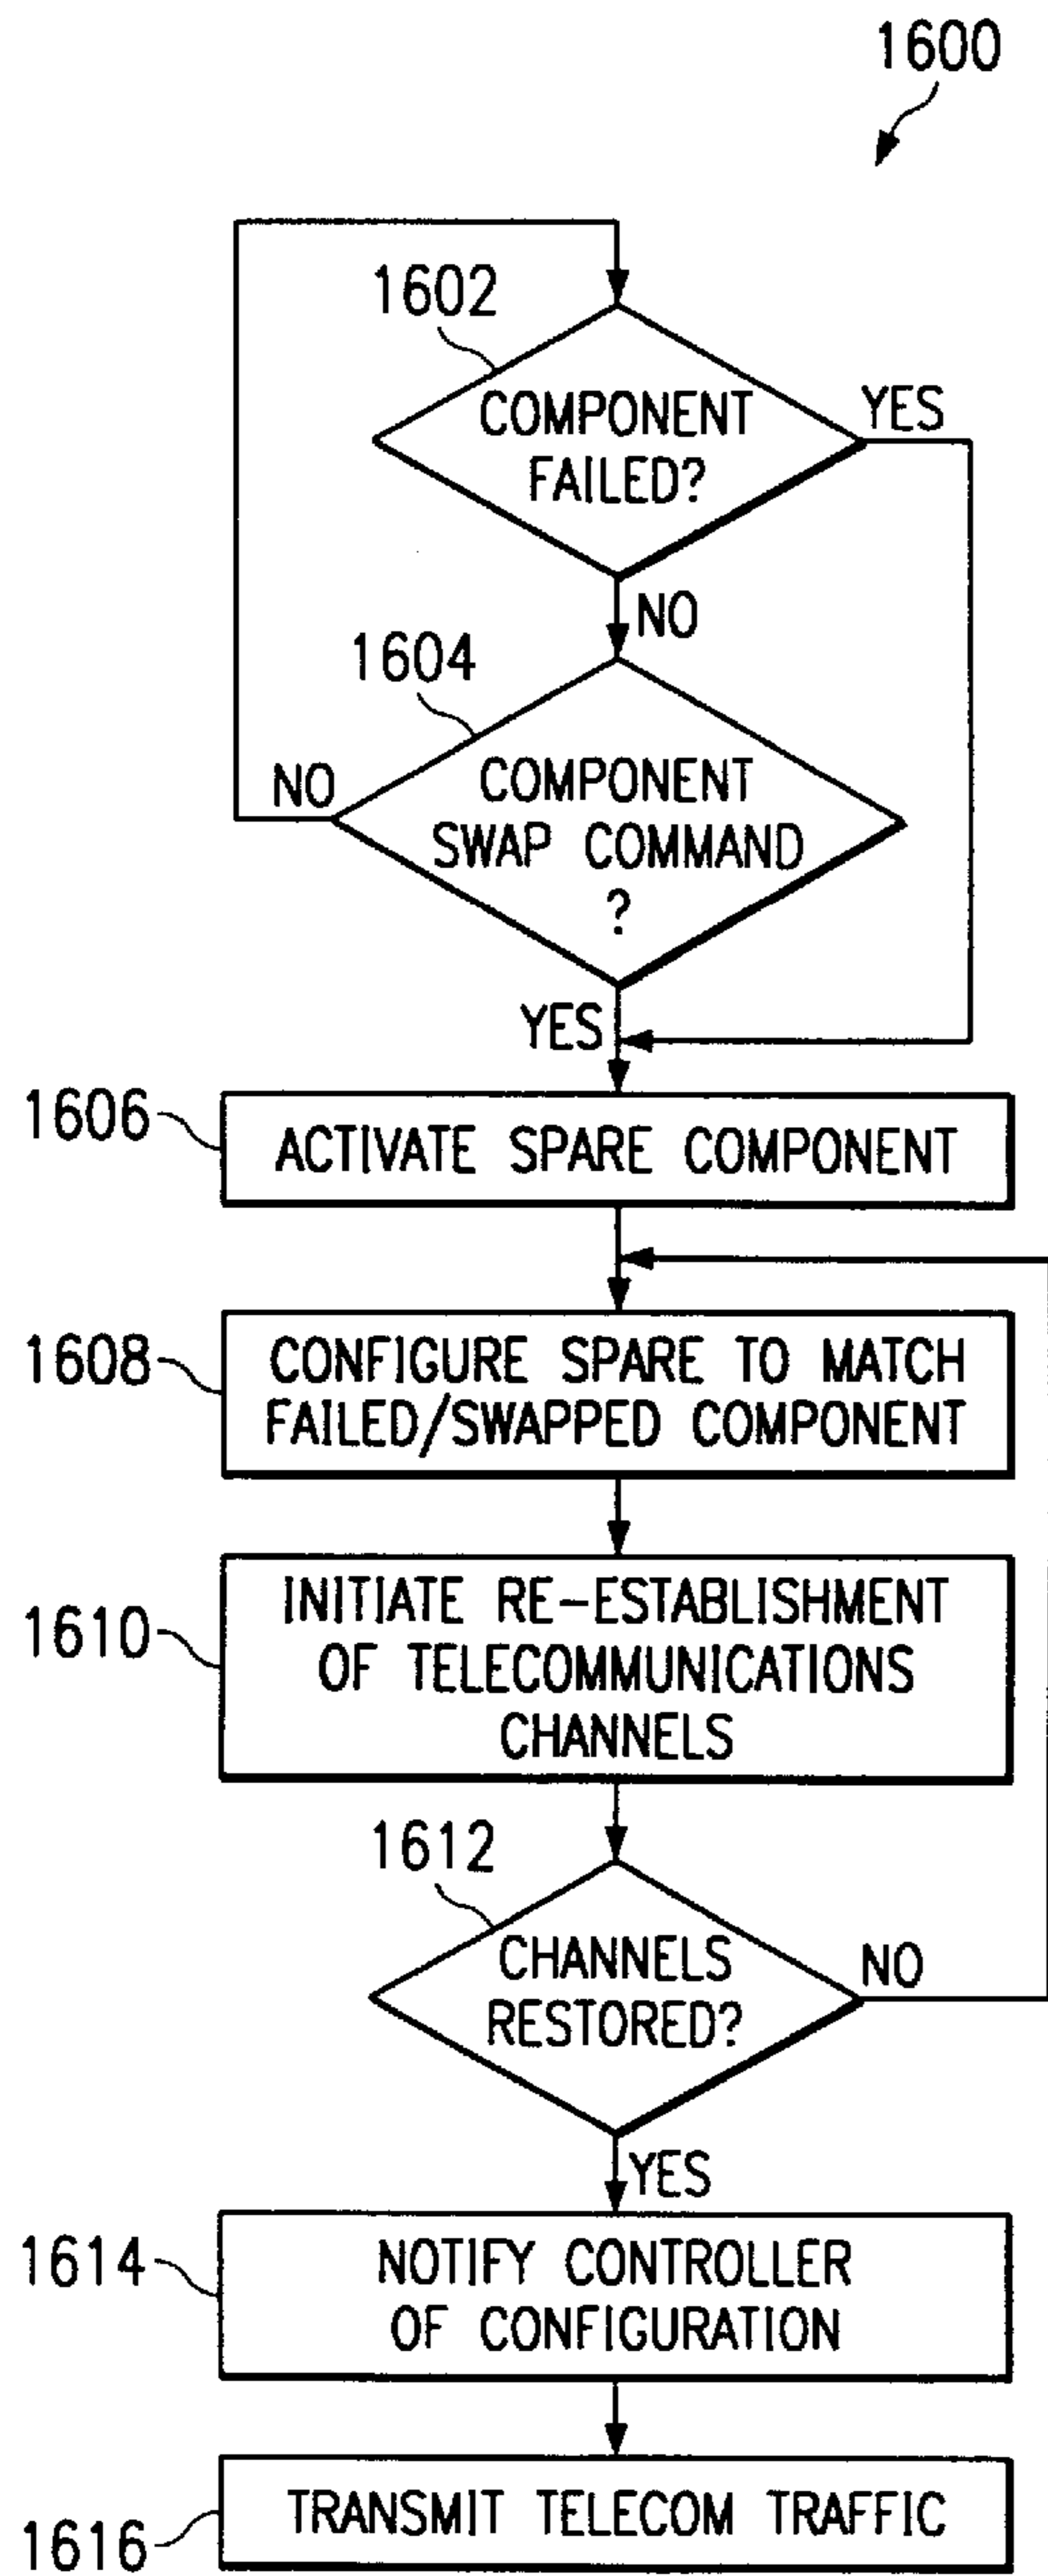 1600
1602
COMPONENT
FAILED?
YES
NO
1604
COMPONENT
SWAP COMMAND
?
NO
YES
1606
ACTIVATE SPARE COMPONENT
1608
CONFIGURE SPARE TO MATCH
FAILED/SWAPPED COMPONENT
1610
INITIATE RE-ESTABLISHMENT
OF TELECOMMUNICATIONS
CHANNELS
1612
CHANNELS
RESTORED?
NO
YES
1614
NOTIFY CONTROLLER
OF CONFIGURATION
1616
TRANSMIT TELECOM TRAFFIC